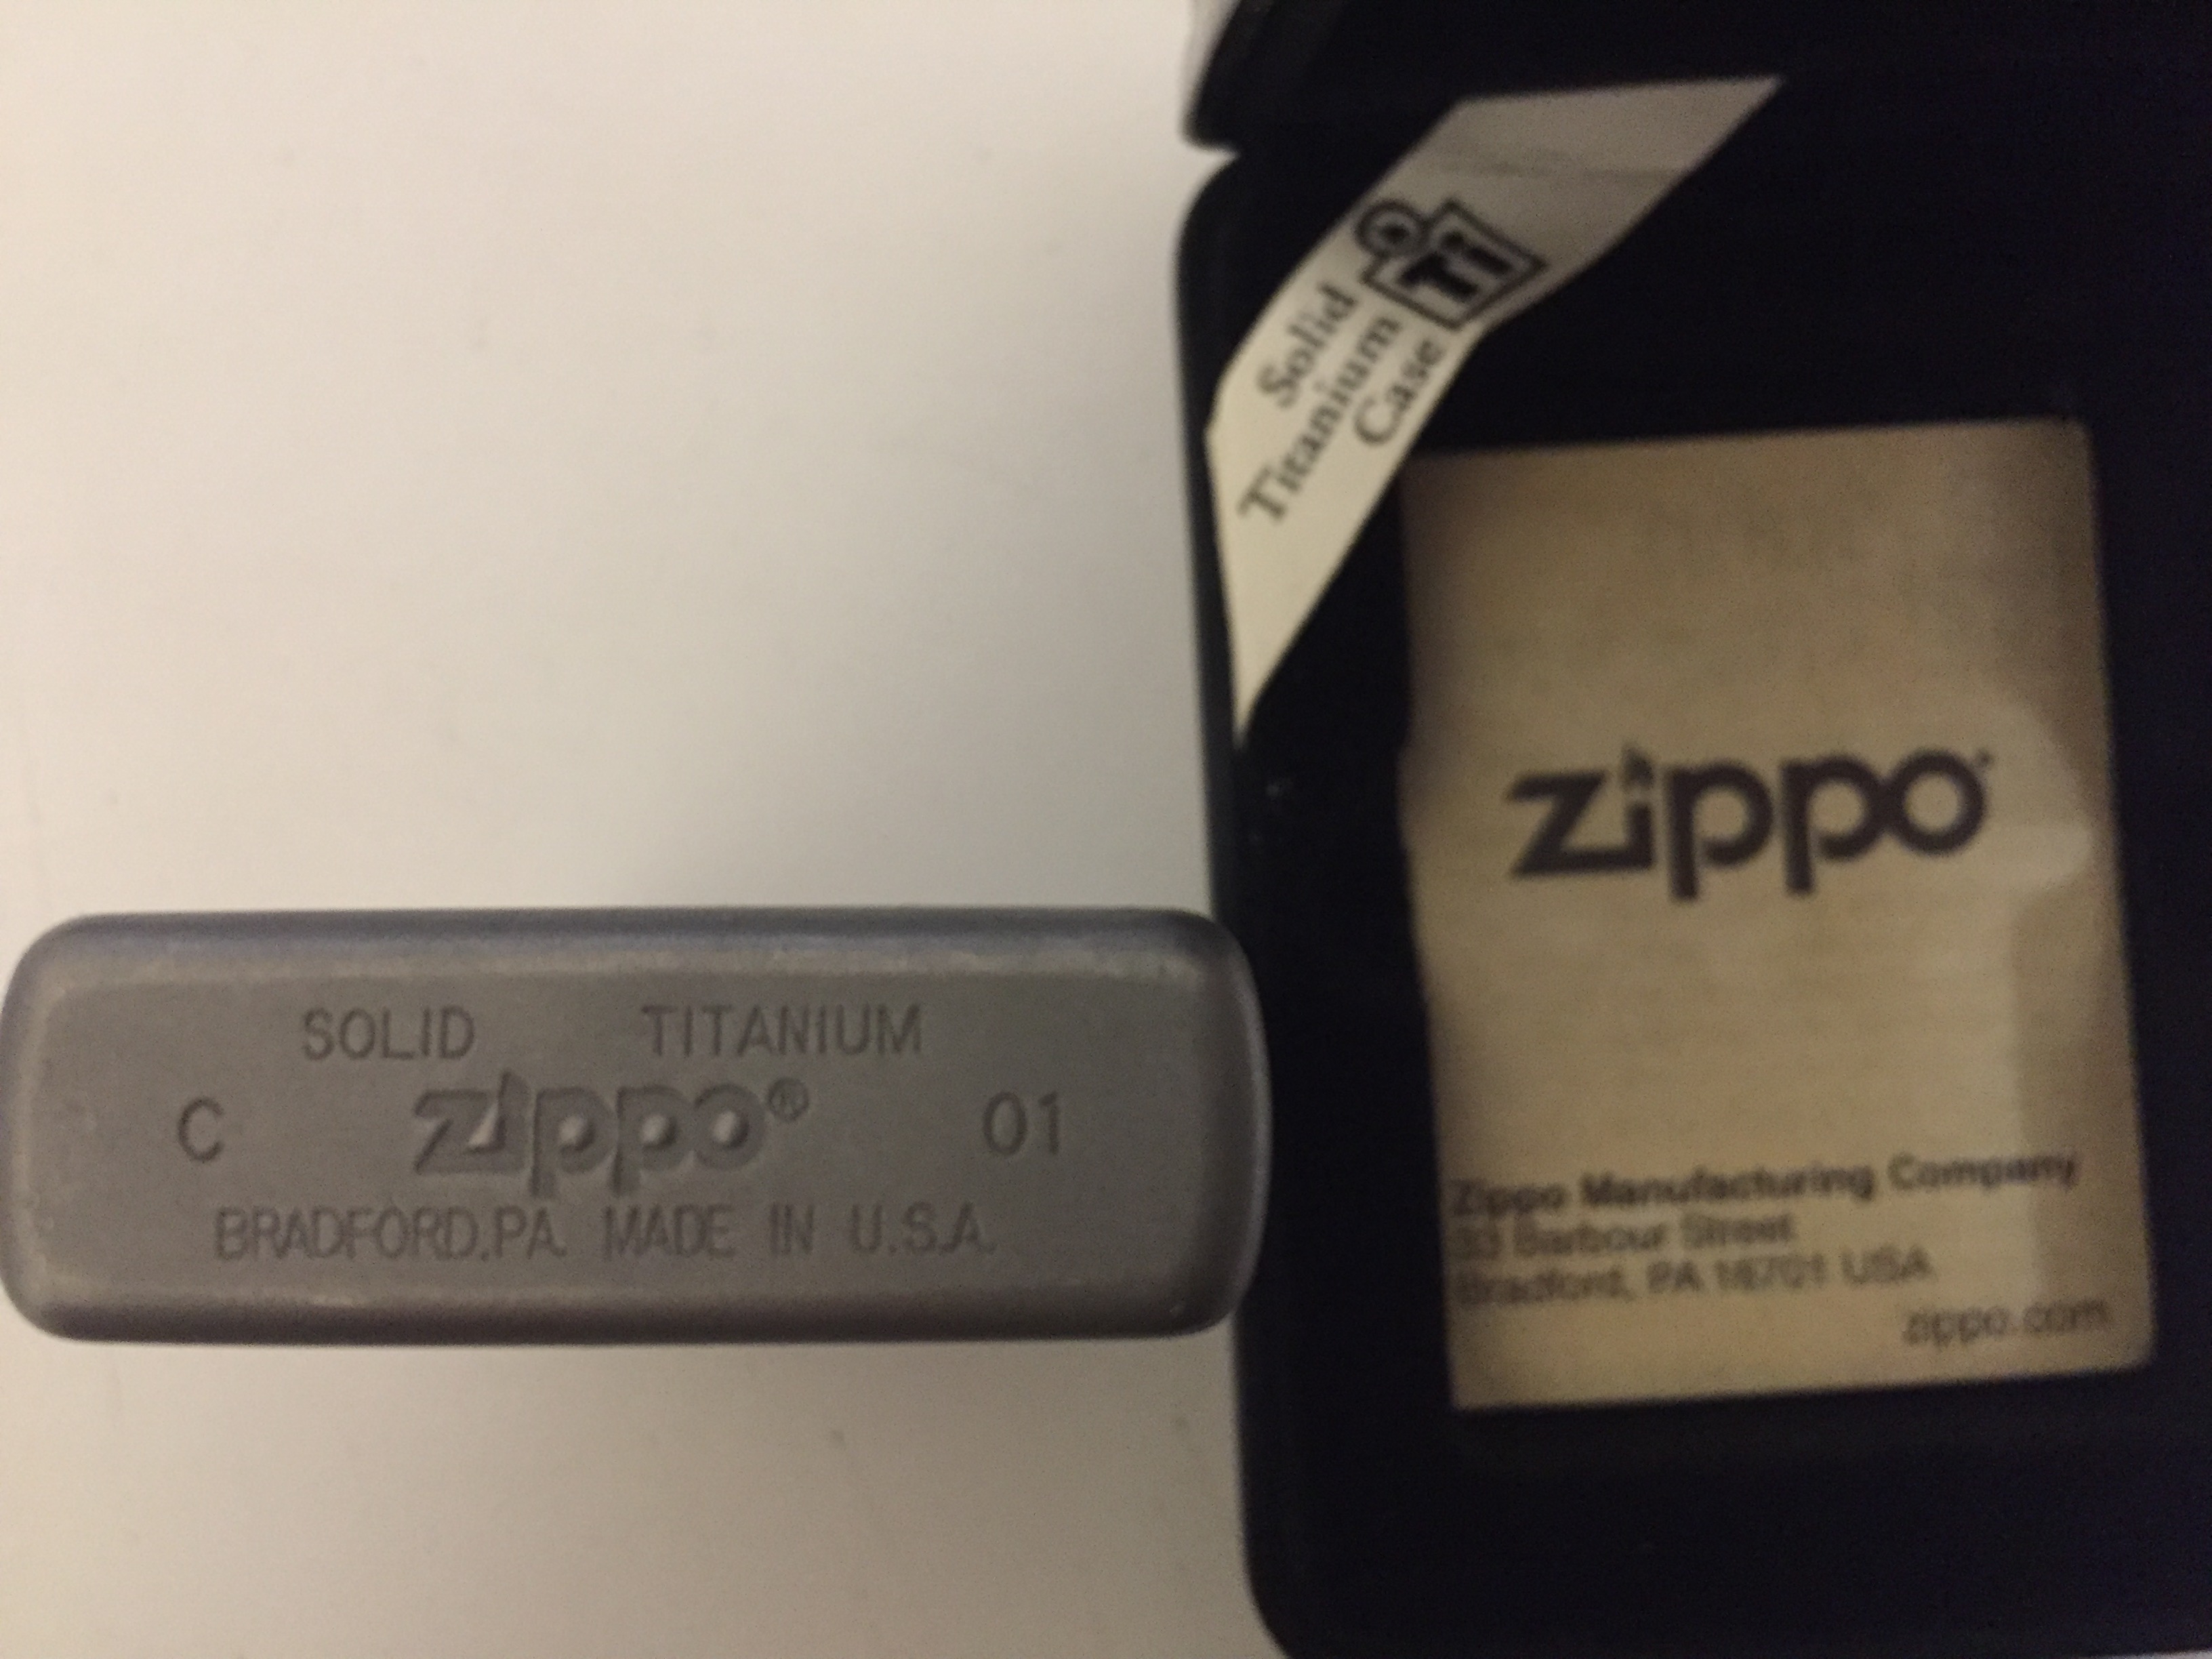 SOLID TITANIUM
C zippo® 01
BRADFORD,PA. MADE IN U.S.A.
Solid
Titanium
Case
Ti
zippo
Zippo Manufacturing Company
33 Barbour Street
Bradford, PA 16701 USA
zippo.com